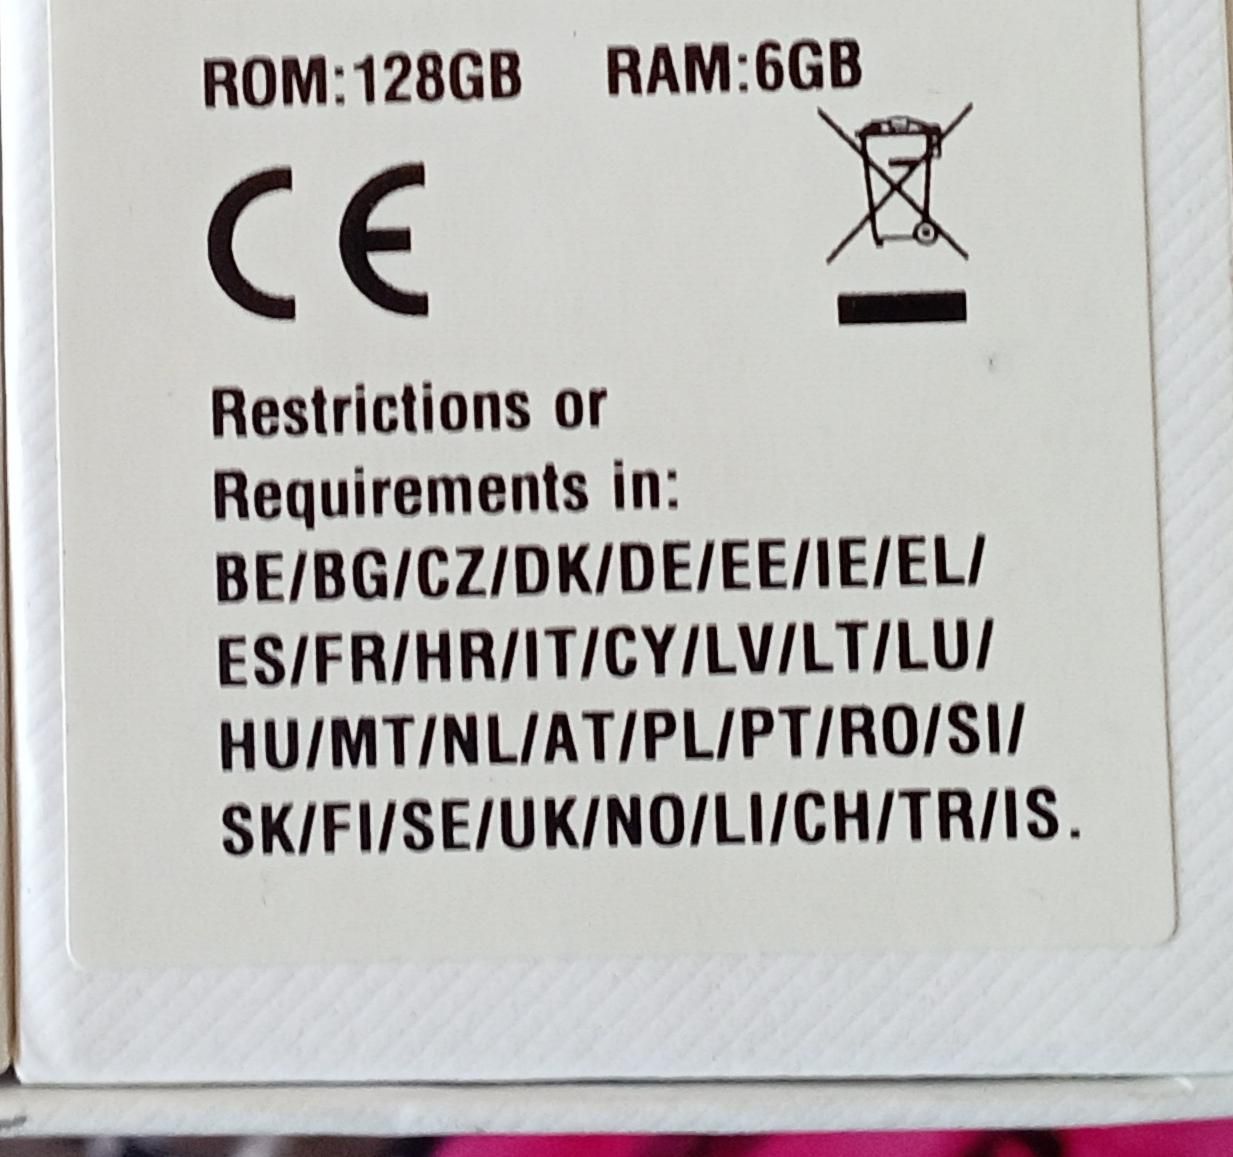 ROM:128GB RAM:6GB
CE
Restrictions or
Requirements in:
BE/BG/CZ/DK/DE/EE/IE/EL/
ES/FR/HR/IT/CY/LV/LT/LU/
HU/MT/NL/AT/PL/PT/RO/SI/
SK/FI/SE/UK/NO/LI/CH/TR/IS.